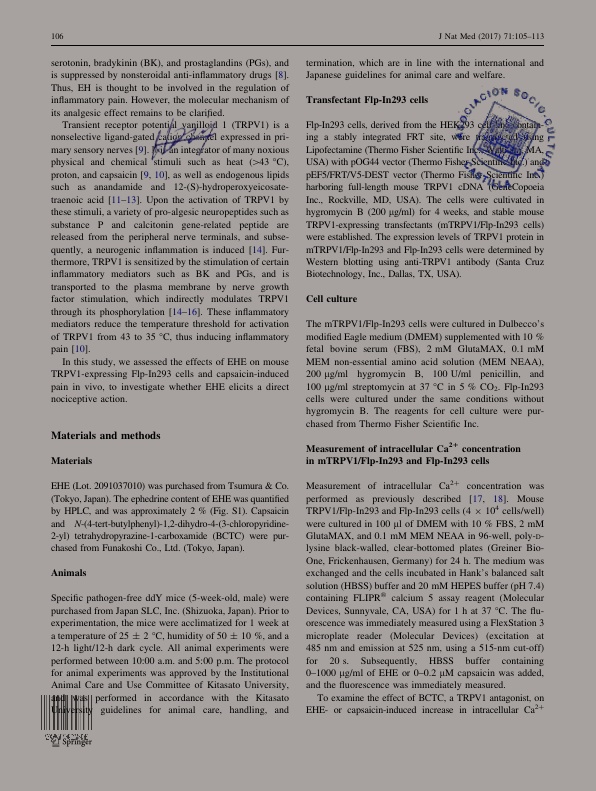 106
J Nat Med (2017) 71:105–113
serotonin, bradykinin (BK), and prostaglandins (PGs), and
is suppressed by nonsteroidal anti-inflammatory drugs [8].
Thus, EH is thought to be involved in the regulation of
inflammatory pain. However, the molecular mechanism of
its analgesic effect remains to be clarified.
Transient receptor potential vanilloid 1 (TRPV1) is a
nonselective ligand-gated cation channel expressed in pri-
mary sensory nerves [9]. an integrator of many noxious
physical and chemical stimuli such as heat (>43 °C),
proton, and capsaicin [9, 10], as well as endogenous lipids
such as anandamide and 12-(S)-hydroperoxyeicosate-
traenoic acid [11–13]. Upon the activation of TRPV1 by
these stimuli, a variety of pro-algesic neuropeptides such as
substance P and calcitonin gene-related peptide are
released from the peripheral nerve terminals, and subse-
quently, a neurogenic inflammation is induced [14]. Fur-
thermore, TRPV1 is sensitized by the stimulation of certain
inflammatory mediators such as BK and PGs, and is
transported to the plasma membrane by nerve growth
factor stimulation, which indirectly modulates TRPV1
through its phosphorylation [14–16]. These inflammatory
mediators reduce the temperature threshold for activation
of TRPV1 from 43 to 35 °C, thus inducing inflammatory
pain [10].
In this study, we assessed the effects of EHE on mouse
TRPV1-expressing Flp-In293 cells and capsaicin-induced
pain in vivo, to investigate whether EHE elicits a direct
nociceptive action.
Materials and methods
Materials
EHE (Lot. 2091037010) was purchased from Tsumura & Co.
(Tokyo, Japan). The ephedrine content of EHE was quantified
by HPLC, and was approximately 2 % (Fig. S1). Capsaicin
and N-(4-tert-butylphenyl)-1,2-dihydro-4-(3-chloropyridine-
2-yl) tetrahydropyrazine-1-carboxamide (BCTC) were pur-
chased from Funakoshi Co., Ltd. (Tokyo, Japan).
Animals
Specific pathogen-free ddY mice (5-week-old, male) were
purchased from Japan SLC, Inc. (Shizuoka, Japan). Prior to
experimentation, the mice were acclimatized for 1 week at
a temperature of 25 ± 2 °C, humidity of 50 ± 10 %, and a
12-h light/12-h dark cycle. All animal experiments were
performed between 10:00 a.m. and 5:00 p.m. The protocol
for animal experiments was approved by the Institutional
Animal Care and Use Committee of Kitasato University,
and was performed in accordance with the Kitasato
University guidelines for animal care, handling, and
Springer
termination, which are in line with the international and
Japanese guidelines for animal care and welfare.
Transfectant Flp-In293 cells
Flp-In293 cells, derived from the HEK293 cell line contain-
ing a stably integrated FRT site, were transfected using
Lipofectamine (Thermo Fisher Scientific Inc., Waltham, MA,
USA) with pOG44 vector (Thermo Fisher Scientific Inc.) and
pEF5/FRT/V5-DEST vector (Thermo Fisher Scientific Inc.)
harboring full-length mouse TRPV1 cDNA (GeneCopoeia
Inc., Rockville, MD, USA). The cells were cultivated in
hygromycin B (200 μg/ml) for 4 weeks, and stable mouse
TRPV1-expressing transfectants (mTRPV1/Flp-In293 cells)
were established. The expression levels of TRPV1 protein in
mTRPV1/Flp-In293 and Flp-In293 cells were determined by
Western blotting using anti-TRPV1 antibody (Santa Cruz
Biotechnology, Inc., Dallas, TX, USA).
ASOCIACION SOCIO-CULTURAL
Cell culture
The mTRPV1/Flp-In293 cells were cultured in Dulbecco's
modified Eagle medium (DMEM) supplemented with 10 %
fetal bovine serum (FBS), 2 mM GlutaMAX, 0.1 mM
MEM non-essential amino acid solution (MEM NEAA),
200 μg/ml hygromycin B, 100 U/ml penicillin, and
100 μg/ml streptomycin at 37 °C in 5 % CO₂. Flp-In293
cells were cultured under the same conditions without
hygromycin B. The reagents for cell culture were pur-
chased from Thermo Fisher Scientific Inc.
Measurement of intracellular Ca²⁺ concentration
in mTRPV1/Flp-In293 and Flp-In293 cells
Measurement of intracellular Ca²⁺ concentration was
performed as previously described [17, 18]. Mouse
TRPV1/Flp-In293 and Flp-In293 cells (4 × 10⁴ cells/well)
were cultured in 100 μl of DMEM with 10 % FBS, 2 mM
GlutaMAX, and 0.1 mM MEM NEAA in 96-well, poly-D-
lysine black-walled, clear-bottomed plates (Greiner Bio-
One, Frickenhausen, Germany) for 24 h. The medium was
exchanged and the cells incubated in Hank's balanced salt
solution (HBSS) buffer and 20 mM HEPES buffer (pH 7.4)
containing FLIPR® calcium 5 assay reagent (Molecular
Devices, Sunnyvale, CA, USA) for 1 h at 37 °C. The flu-
orescence was immediately measured using a FlexStation 3
microplate reader (Molecular Devices) (excitation at
485 nm and emission at 525 nm, using a 515-nm cut-off)
for 20 s. Subsequently, HBSS buffer containing
0–1000 μg/ml of EHE or 0–0.2 μM capsaicin was added,
and the fluorescence was immediately measured.
To examine the effect of BCTC, a TRPV1 antagonist, on
EHE- or capsaicin-induced increase in intracellular Ca²⁺